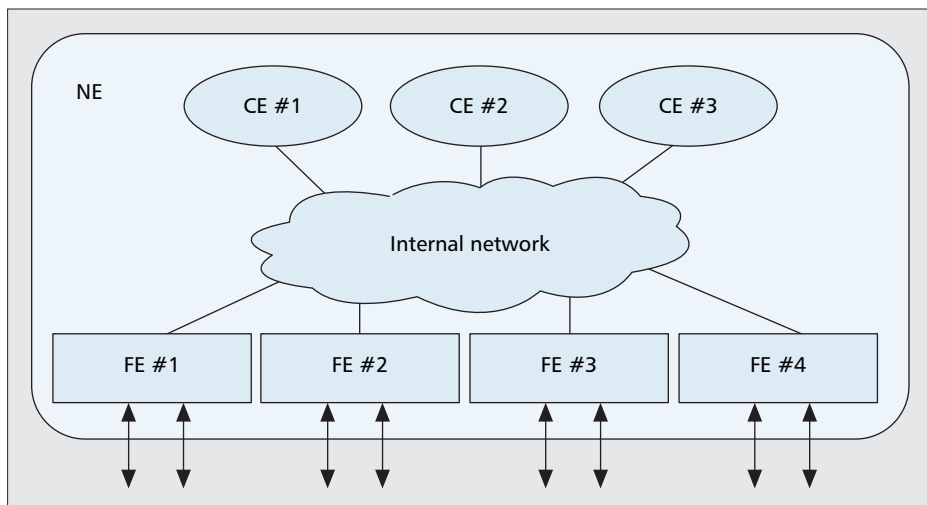 NE
CE #1
CE #2
CE #3
Internal network
FE #1
FE #2
FE #3
FE #4